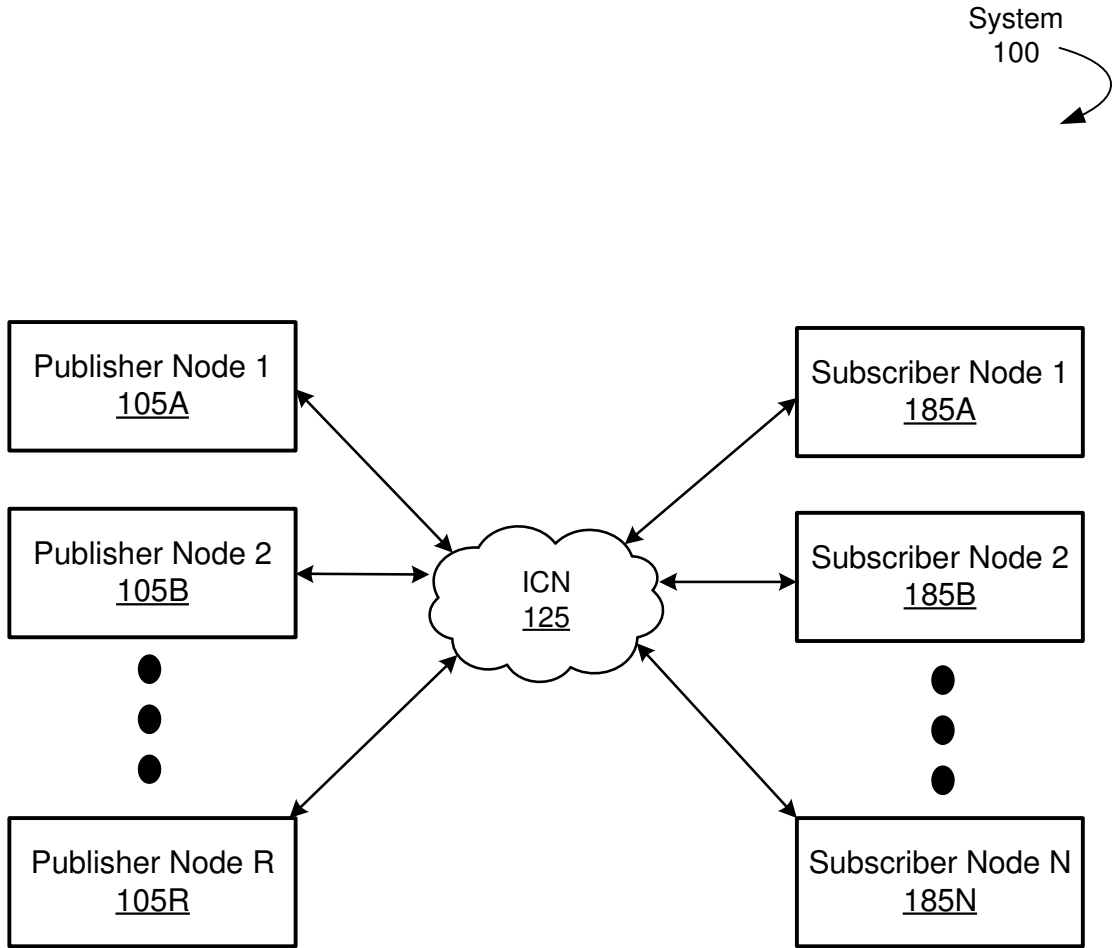 System
100
Publisher Node 1
105A
Subscriber Node 1
185A
Publisher Node 2
105B
ICN
125
Subscriber Node 2
185B
Publisher Node R
105R
Subscriber Node N
185N